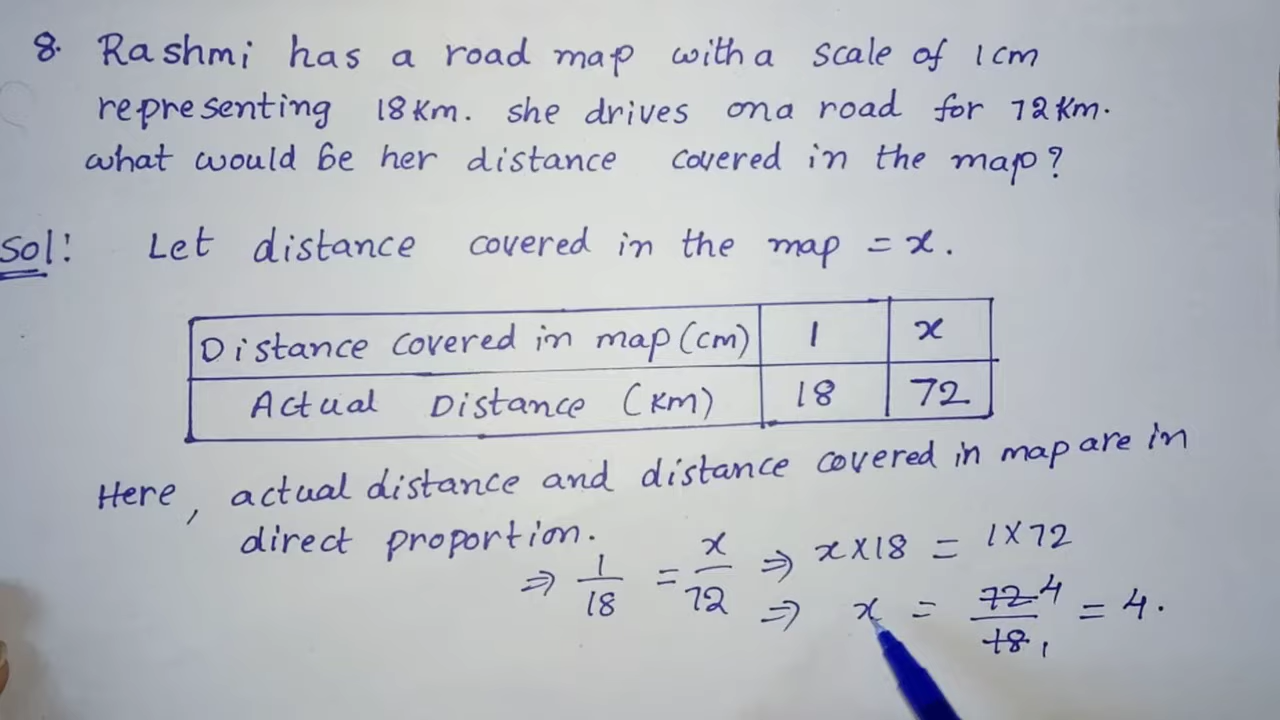 8. Rashmi has a road map with a scale of 1cm
representing 18Km. she drives on a road for 72Km.
what would be her distance covered in the map?
Sol: Let distance covered in the map = x.
Distance covered in map (cm) 1 x
Actual Distance (Km) 18 72
Here, actual distance and distance covered in map are in
direct proportion.
⇒ 1/18 = x/72 ⇒ x × 18 = 1 × 72
⇒ x = 72 4 / 18 1 = 4.